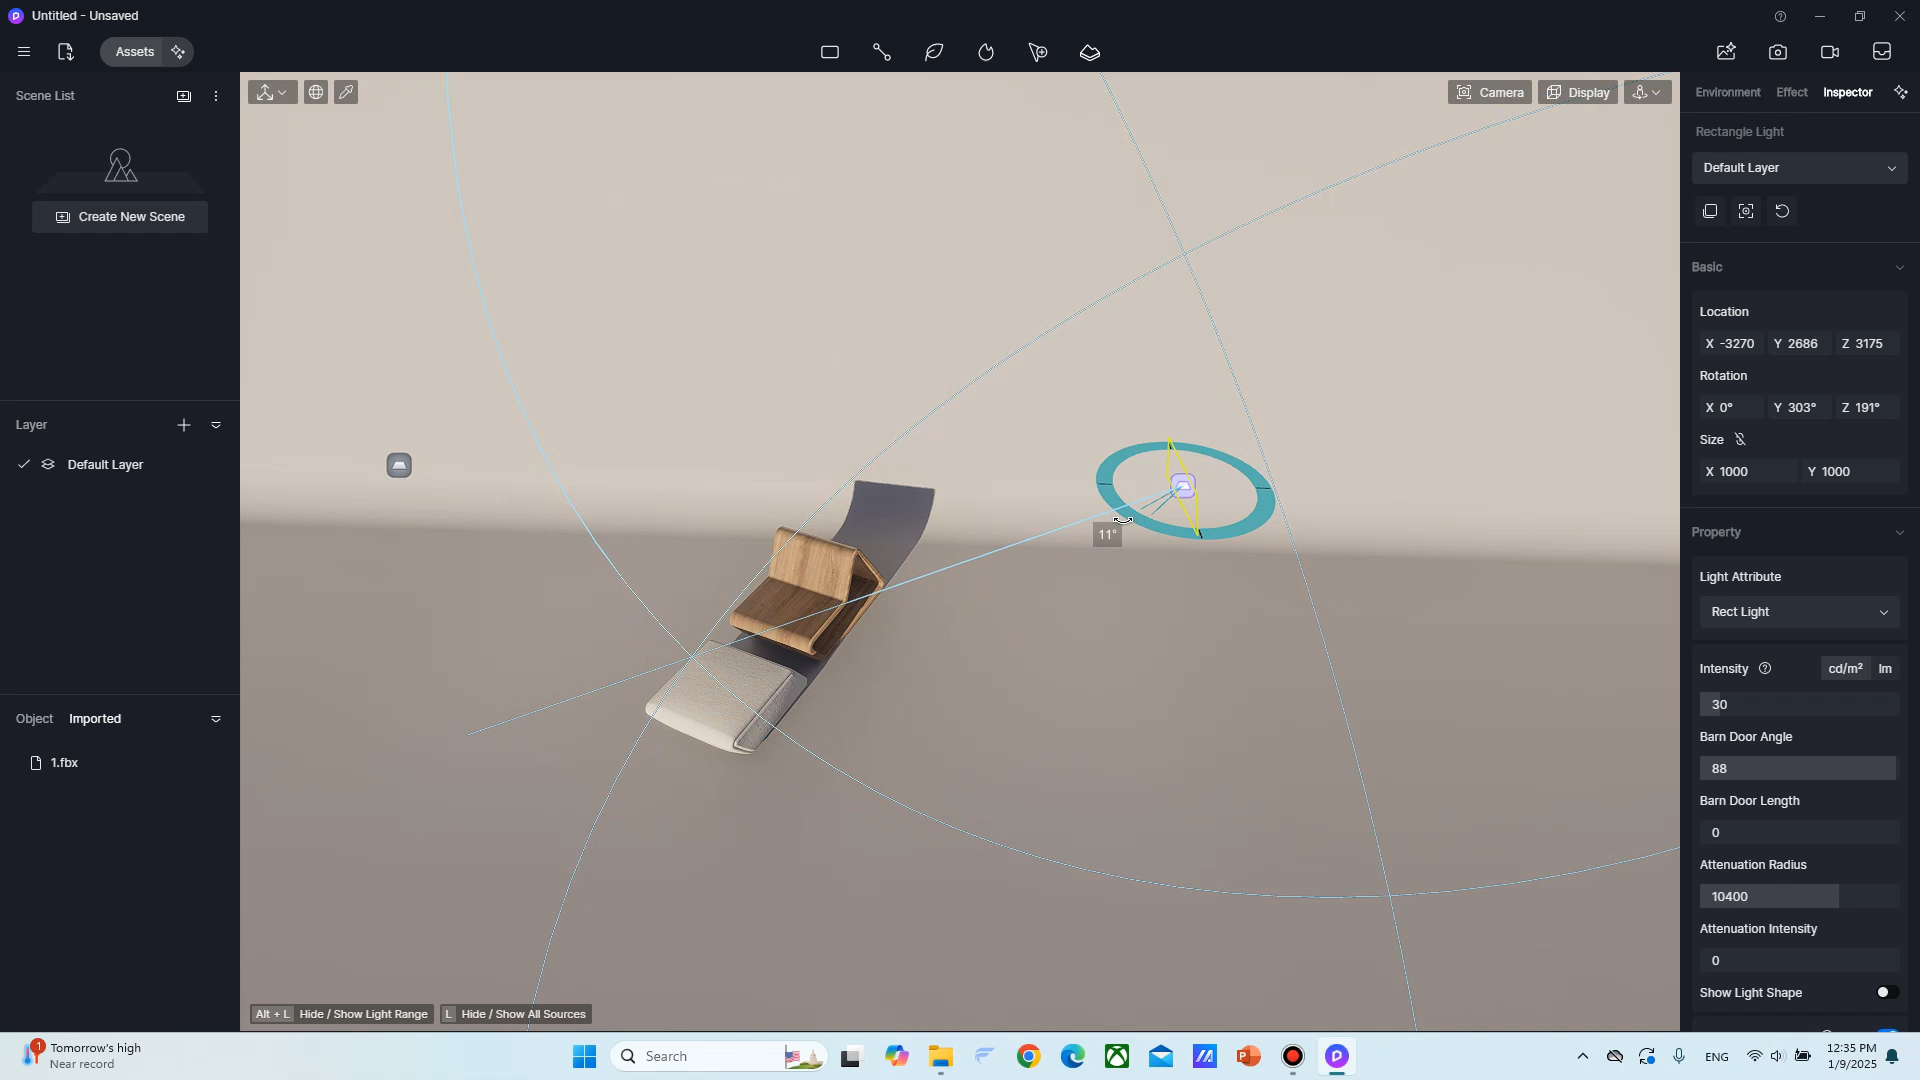 Untitled - Unsaved
Assets
Scene List
Create New Scene
Layer
Default Layer
Object Imported
1.fbx
Camera
Display
11°
Alt + L Hide / Show Light Range
L Hide / Show All Sources
Environment Effect Inspector
Rectangle Light
Default Layer
Basic
Location
X -3270 Y 2686 Z 3175
Rotation
X 0° Y 303° Z 191°
Size
X 1000 Y 1000
Property
Light Attribute
Rect Light
Intensity cd/m² lm
30
Barn Door Angle
88
Barn Door Length
0
Attenuation Radius
10400
Attenuation Intensity
0
Show Light Shape
1
Tomorrow's high
Near record
Search
ENG
12:35 PM
1/9/2025